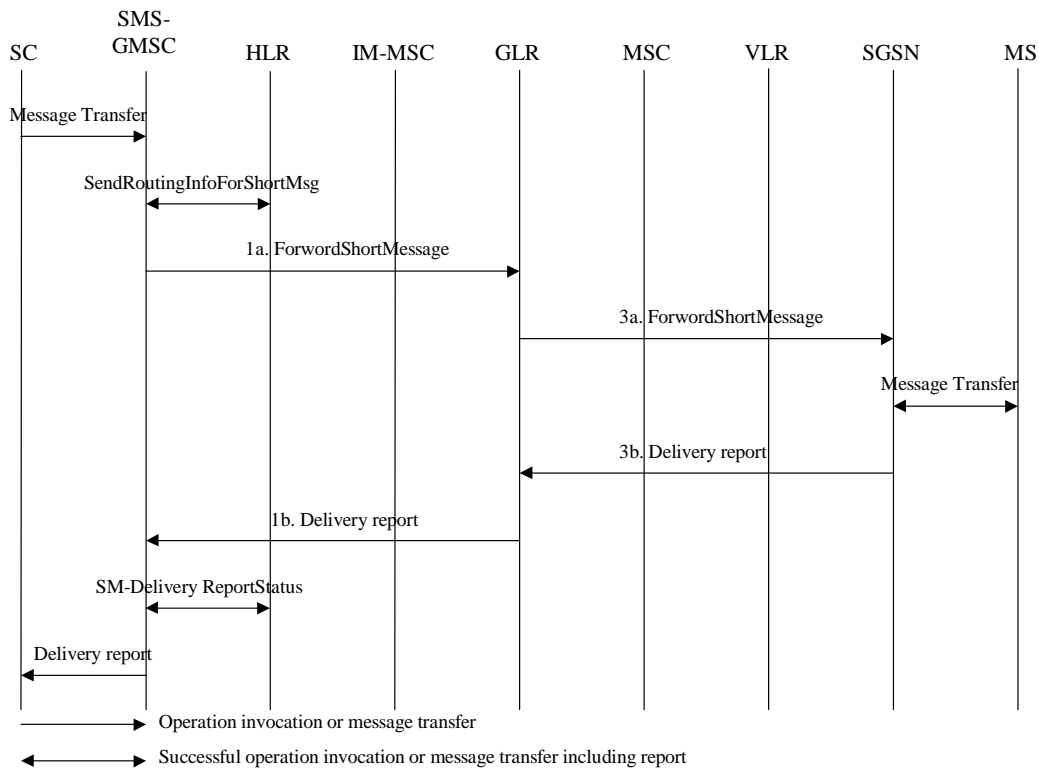 SMS-
SC GMSC HLR IM-MSC GLR MSC VLR SGSN MS
Message Transfer
SendRoutingInfoForShortMsg
1a. ForwordShortMessage
3a. ForwordShortMessage
Message Transfer
3b. Delivery report
1b. Delivery report
SM-Delivery ReportStatus
Delivery report
Operation invocation or message transfer
Successful operation invocation or message transfer including report